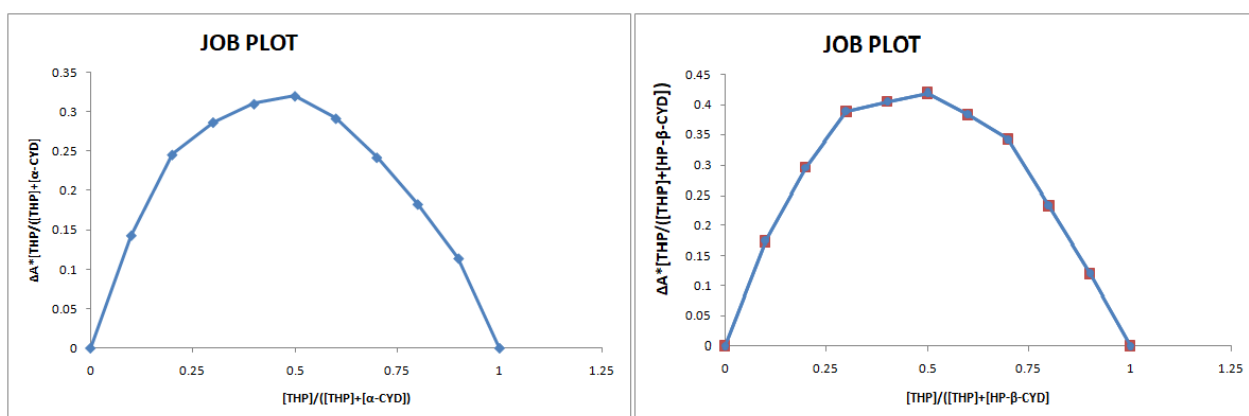 JOB PLOT
ΔA*[THP/([THP]+[α-CYD]
0.35
0.3
0.25
0.2
0.15
0.1
0.05
0
0 0.25 0.5 0.75 1 1.25
[THP]/([THP]+[α-CYD])
JOB PLOT
ΔA*[THP/([THP]+[HP-β-CYD])
0.45
0.4
0.35
0.3
0.25
0.2
0.15
0.1
0.05
0
0 0.25 0.5 0.75 1 1.25
[THP]/([THP]+[HP-β-CYD]